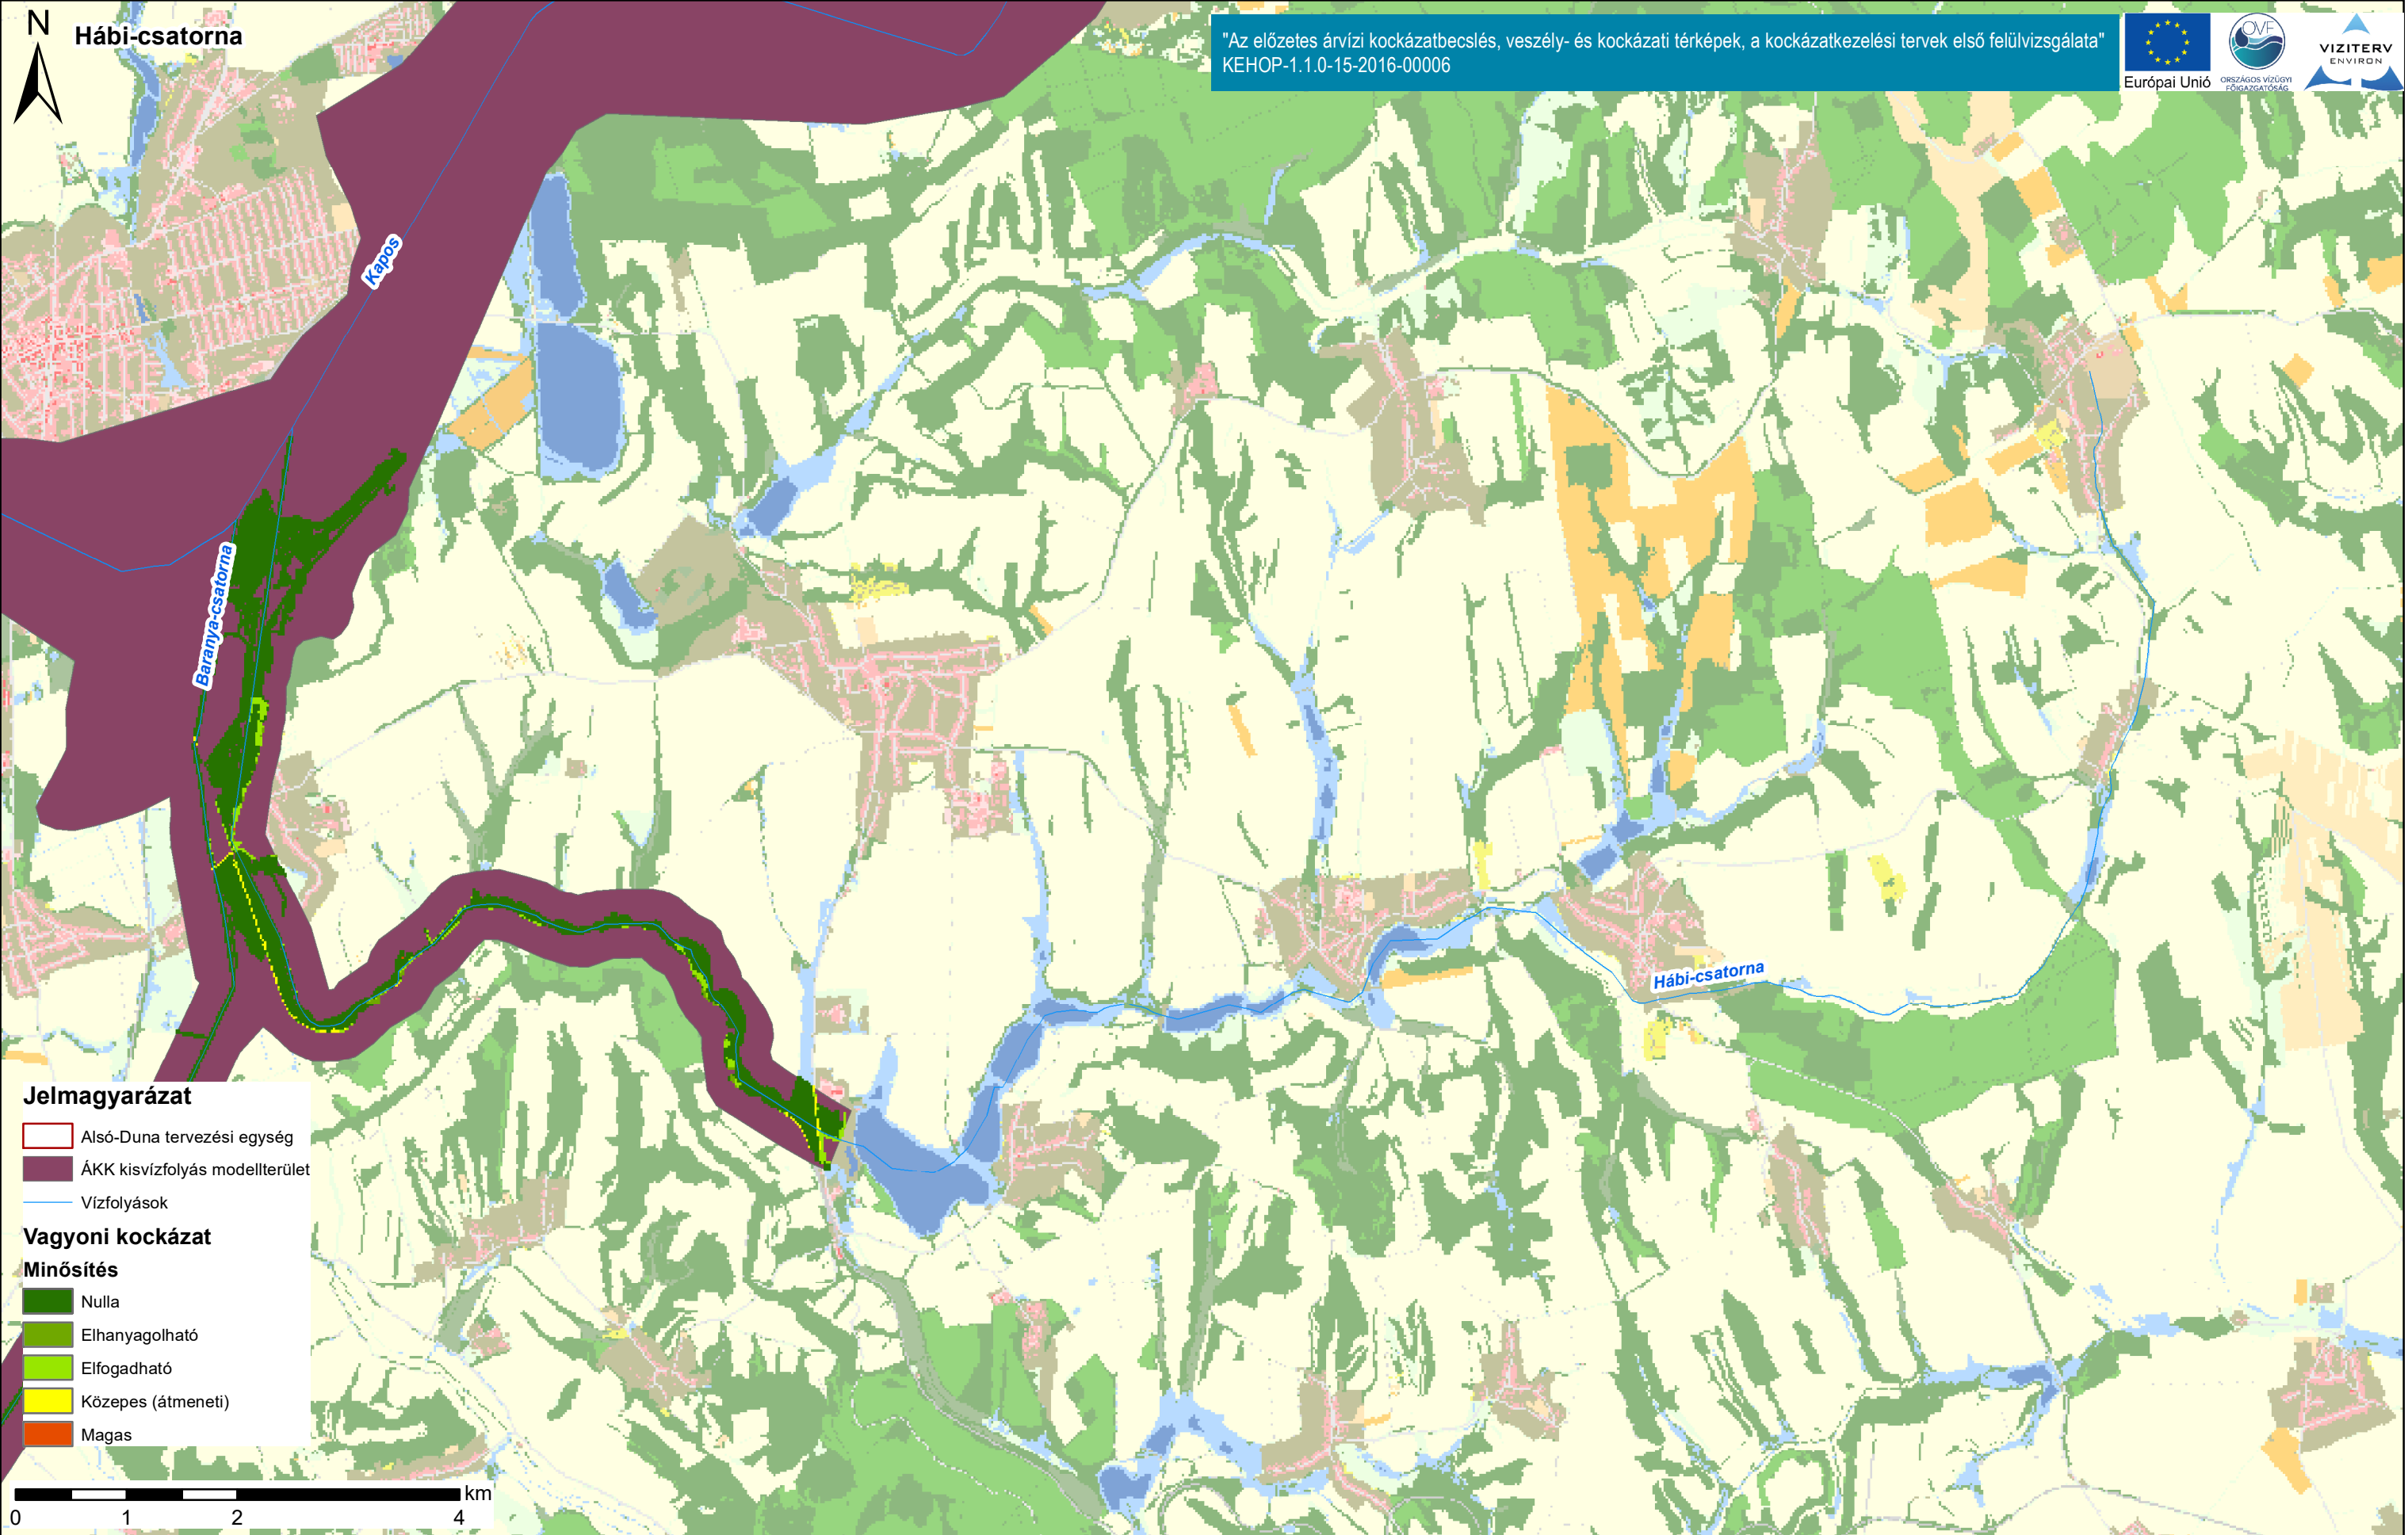 N
Hábi-csatorna
"Az előzetes árvízi kockázatbecslés, veszély- és kockázati térképek, a kockázatkezelési tervek első felülvizsgálata"
KEHOP-1.1.0-15-2016-00006
Európai Unió
OVF
ORSZÁGOS VÍZÜGYI
FŐIGAZGATÓSÁG
VIZITERV
ENVIRON
Kapos
Baranya-csatorna
Hábi-csatorna
Jelmagyarázat
Alsó-Duna tervezési egység
ÁKK kisvízfolyás modellterület
Vízfolyások
Vagyoni kockázat
Minősítés
Nulla
Elhanyagolható
Elfogadható
Közepes (átmeneti)
Magas
km
0 1 2 4